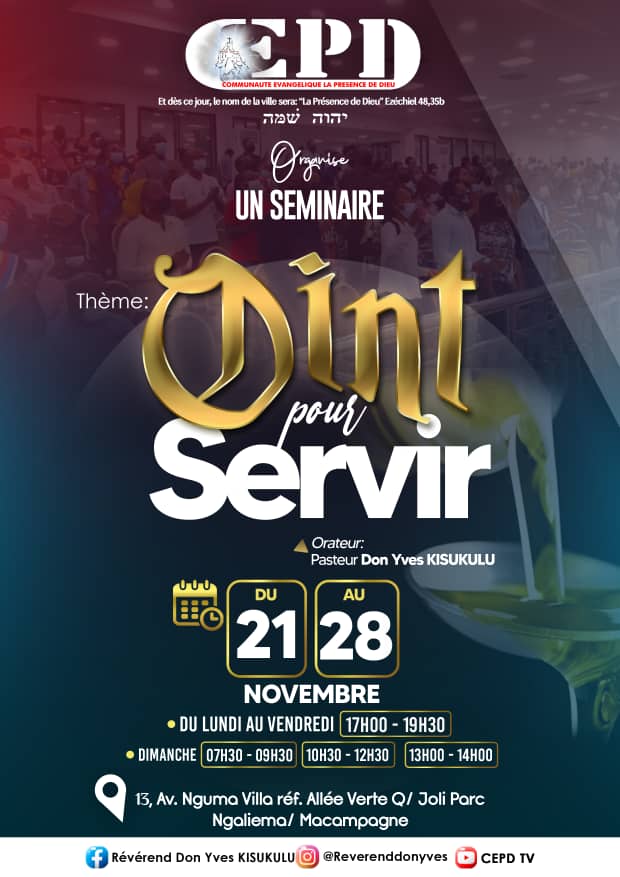 CEPD
COMMUNAUTE EVANGELIQUE LA PRESENCE DE DIEU
Et dès ce jour, le nom de la ville sera: "La Présence de Dieu" Ezéchiel 48,35b
יהוה שׁמּה
Organise
UN SEMINAIRE
Thème:
Oint
pour
Servir
Orateur:
Pasteur Don Yves KISUKULU
DU 21 AU 28
NOVEMBRE
• DU LUNDI AU VENDREDI 17H00 - 19H30
• DIMANCHE 07H30 - 09H30 10H30 - 12H30 13H00 - 14H00
13, Av. Nguma Villa réf. Allée Verte Q/ Joli Parc
Ngaliema/ Macampagne
Révérend Don Yves KISUKULU @Reverenddonyves CEPD TV